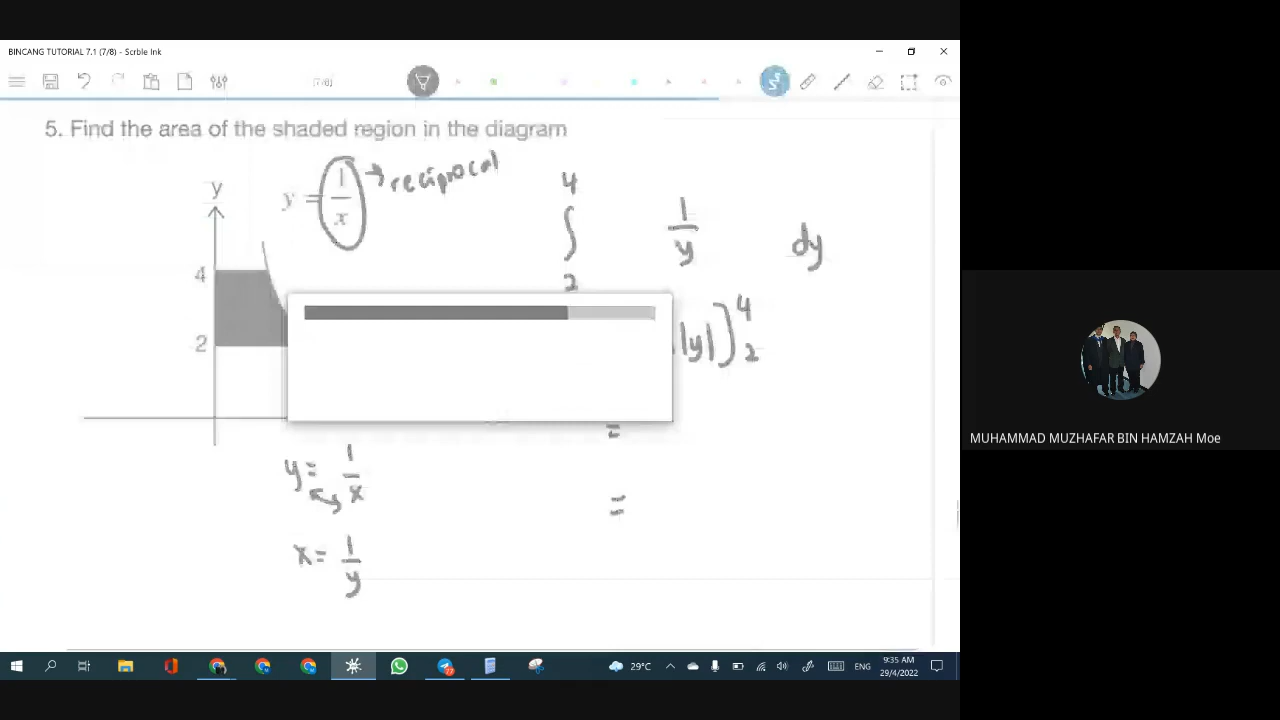 BINCANG TUTORIAL 7.1 (7/8) - Scrble Ink
(7/8)
5. Find the area of the shaded region in the diagram
y
y = 1/x → reciprocal
4
2
∫ 4 2 1/y dy
|y|] 4 2
=
y = 1/x
=
x = 1/y
MUHAMMAD MUZHAFAR BIN HAMZAH Moe
29°C
ENG
9:35 AM
29/4/2022